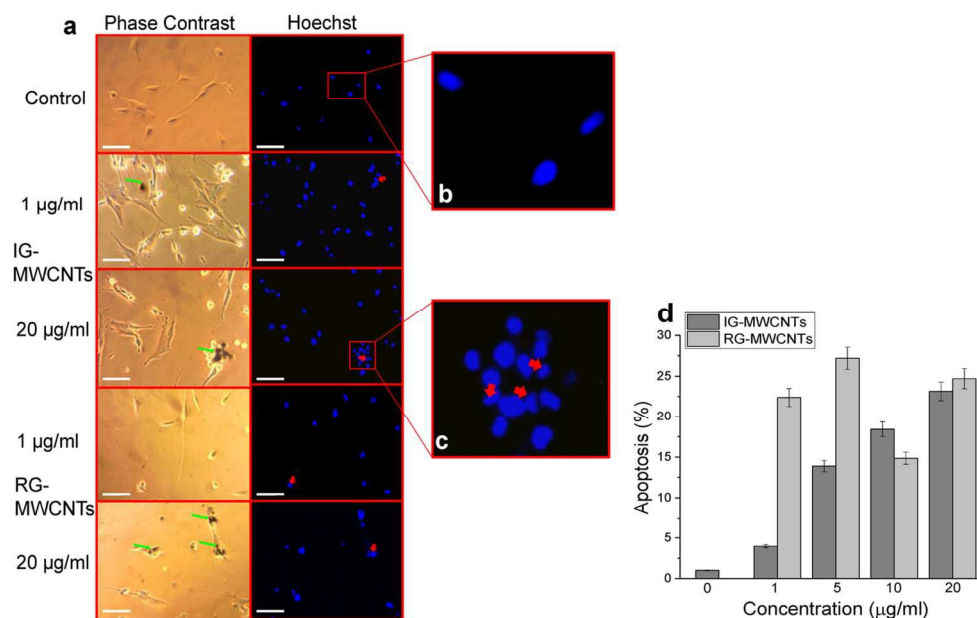 a
Phase Contrast
Hoechst
Control
1 µg/ml
IG-
MWCNTs
20 µg/ml
1 µg/ml
RG-
MWCNTs
20 µg/ml
b
c
d
IG-MWCNTs
RG-MWCNTs
Apoptosis (%)
30
25
20
15
10
5
0
0 1 5 10 20
Concentration (µg/ml)